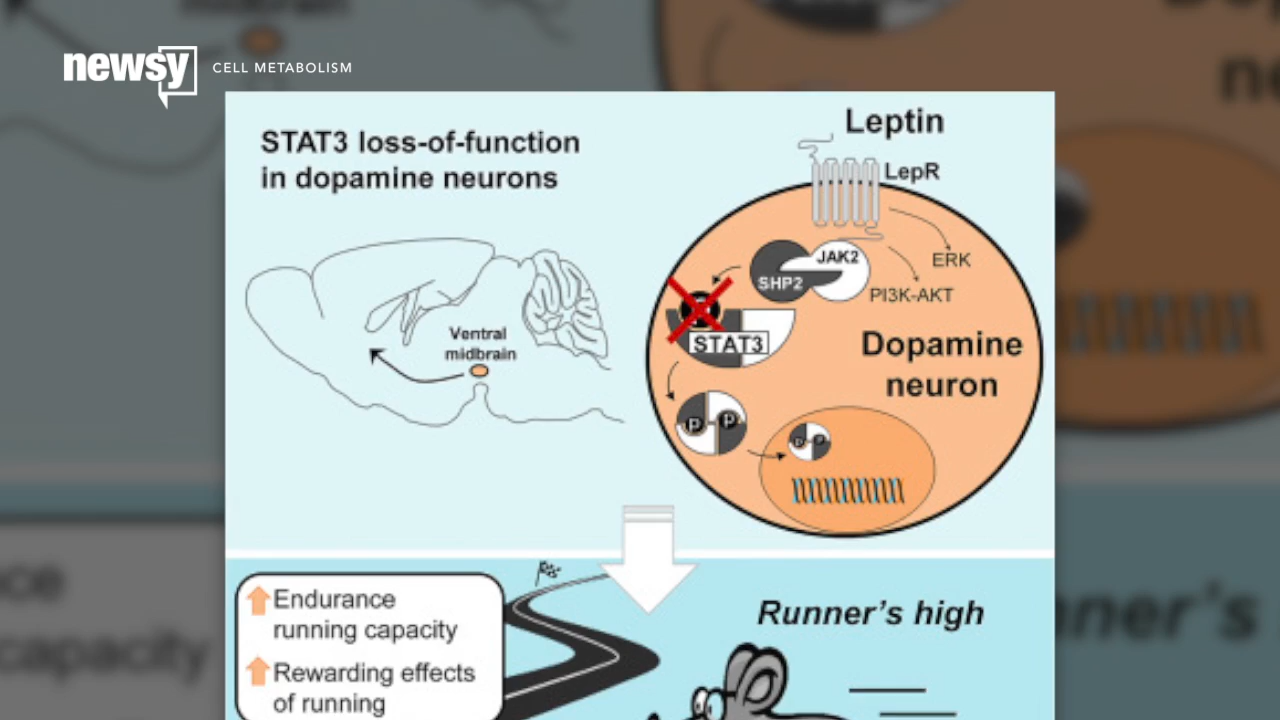 newsy
CELL METABOLISM
STAT3 loss-of-function
in dopamine neurons
Leptin
LepR
ERK
JAK2
SHP2
PI3K-AKT
STAT3
Dopamine
neuron
Ventral
midbrain
P P
Endurance
running capacity
Rewarding effects
of running
Runner's high